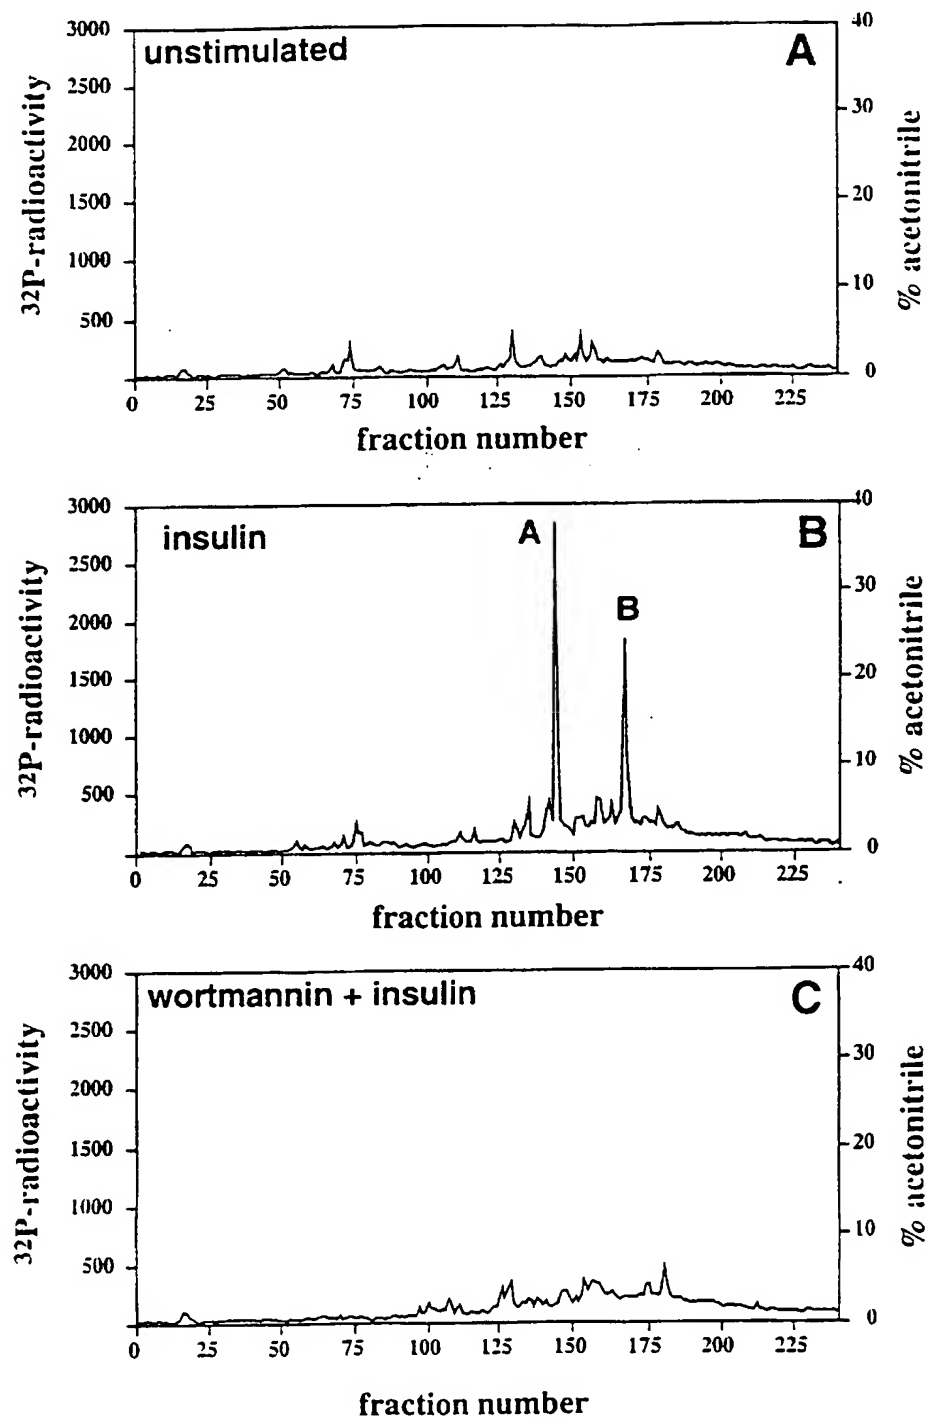 unstimulated
A
3000
2500
2000
1500
1000
500
32P-radioactivity
40
30
20
10
0
% acetonitrile
0 25 50 75 100 125 150 175 200 225
fraction number
insulin
A
B
B
3000
2500
2000
1500
1000
500
32P-radioactivity
40
30
20
10
0
% acetonitrile
0 25 50 75 100 125 150 175 200 225
fraction number
wortmannin + insulin
C
3000
2500
2000
1500
1000
500
32P-radioactivity
40
30
20
10
0
% acetonitrile
0 25 50 75 100 125 150 175 200 225
fraction number